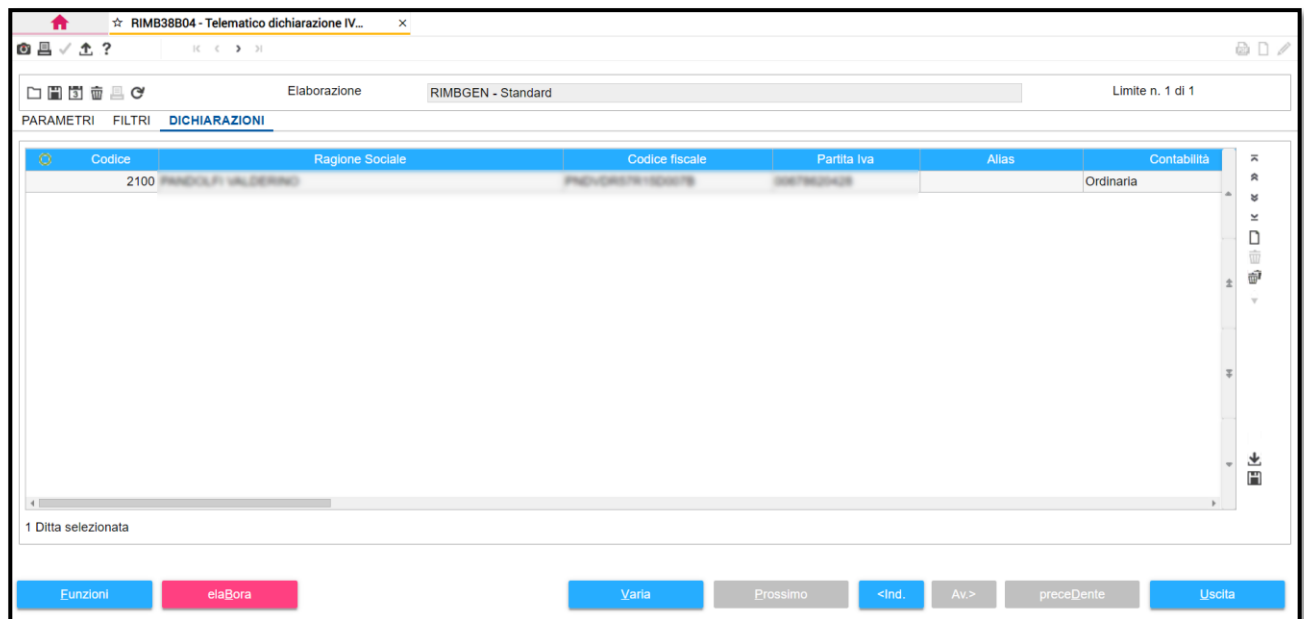 RIMB38B04 - Telematico dichiarazione IV...
Elaborazione RIMBGEN - Standard Limite n. 1 di 1
PARAMETRI FILTRI DICHIARAZIONI
Codice Ragione Sociale Codice fiscale Partita Iva Alias Contabilità
2100 Ordinaria
1 Ditta selezionata
Funzioni elaBora Varia Prossimo <Ind. Av.> preceDente Uscita